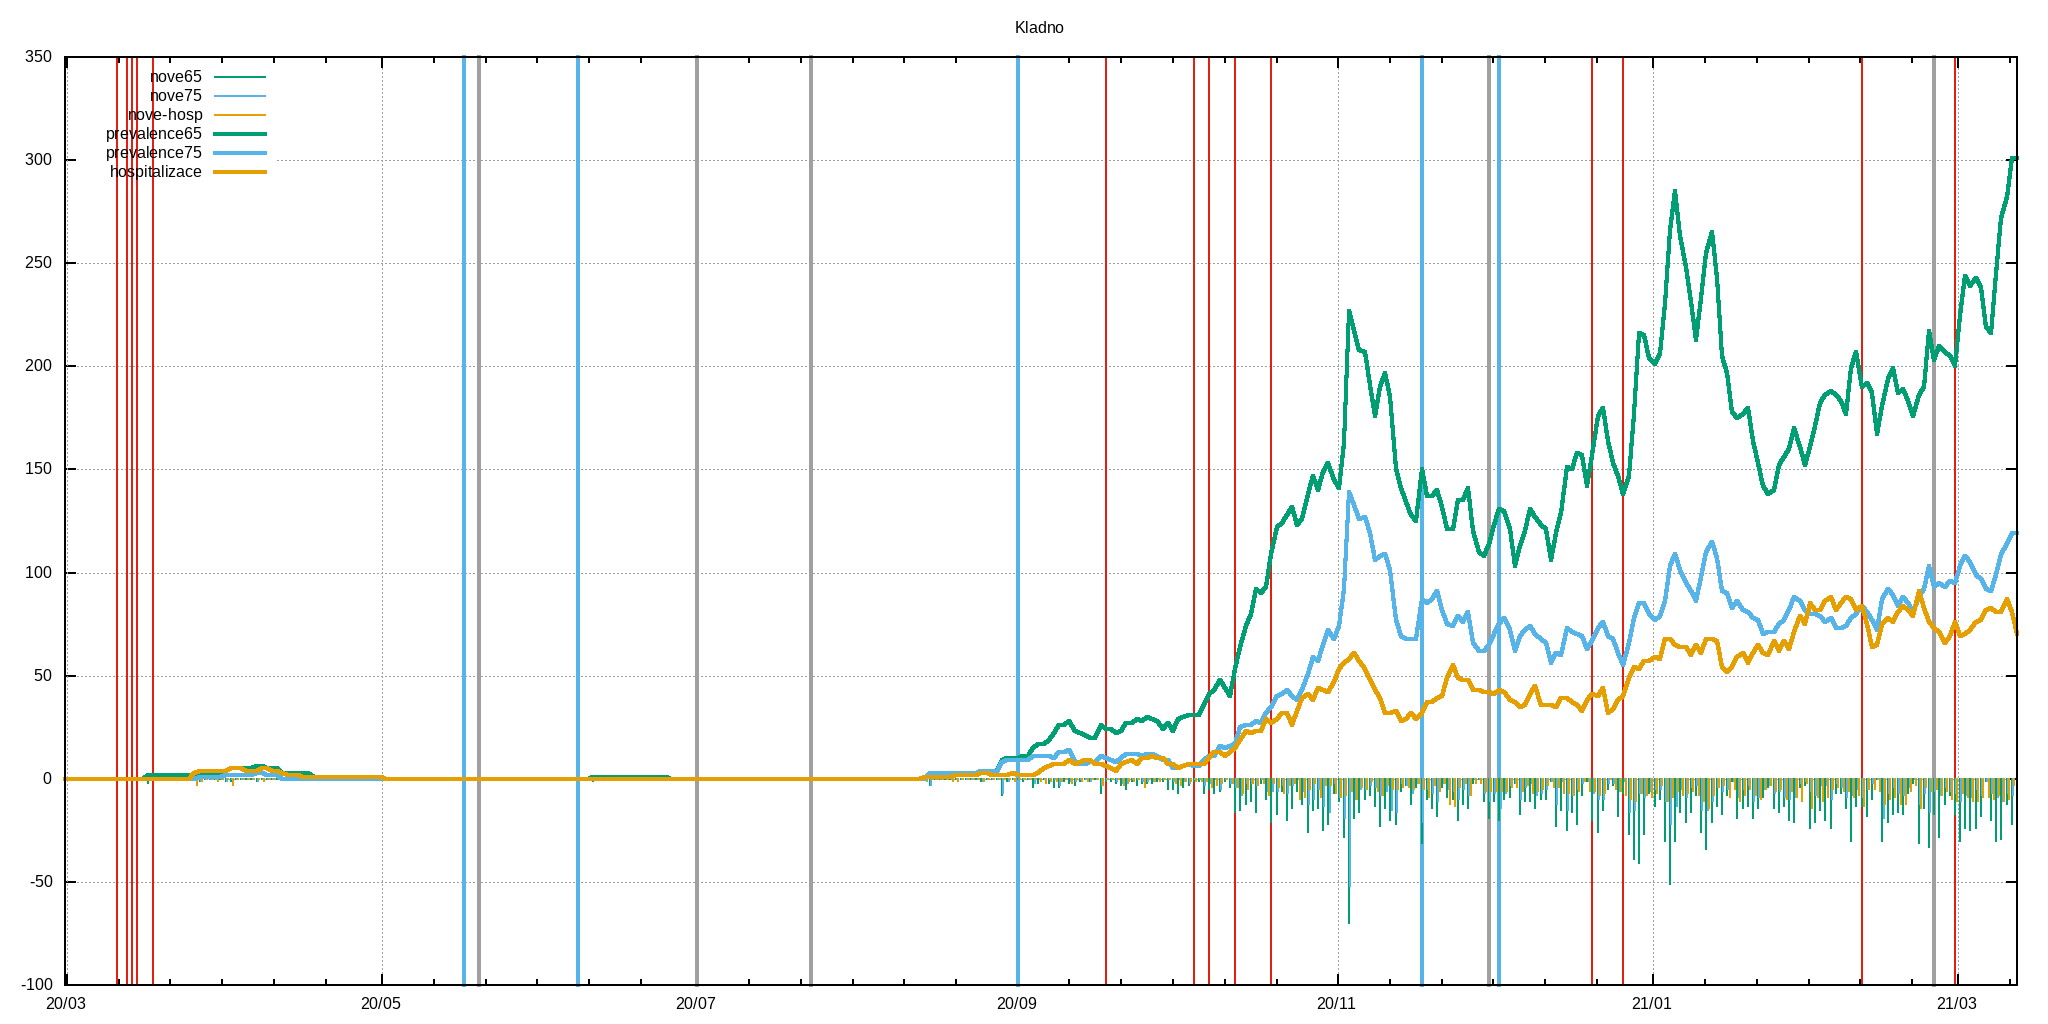 Kladno
350
300
250
200
150
100
50
0
-50
-100
nove65
nove75
nove-hosp
prevalence65
prevalence75
hospitalizace
20/03 20/05 20/07 20/09 20/11 21/01 21/03